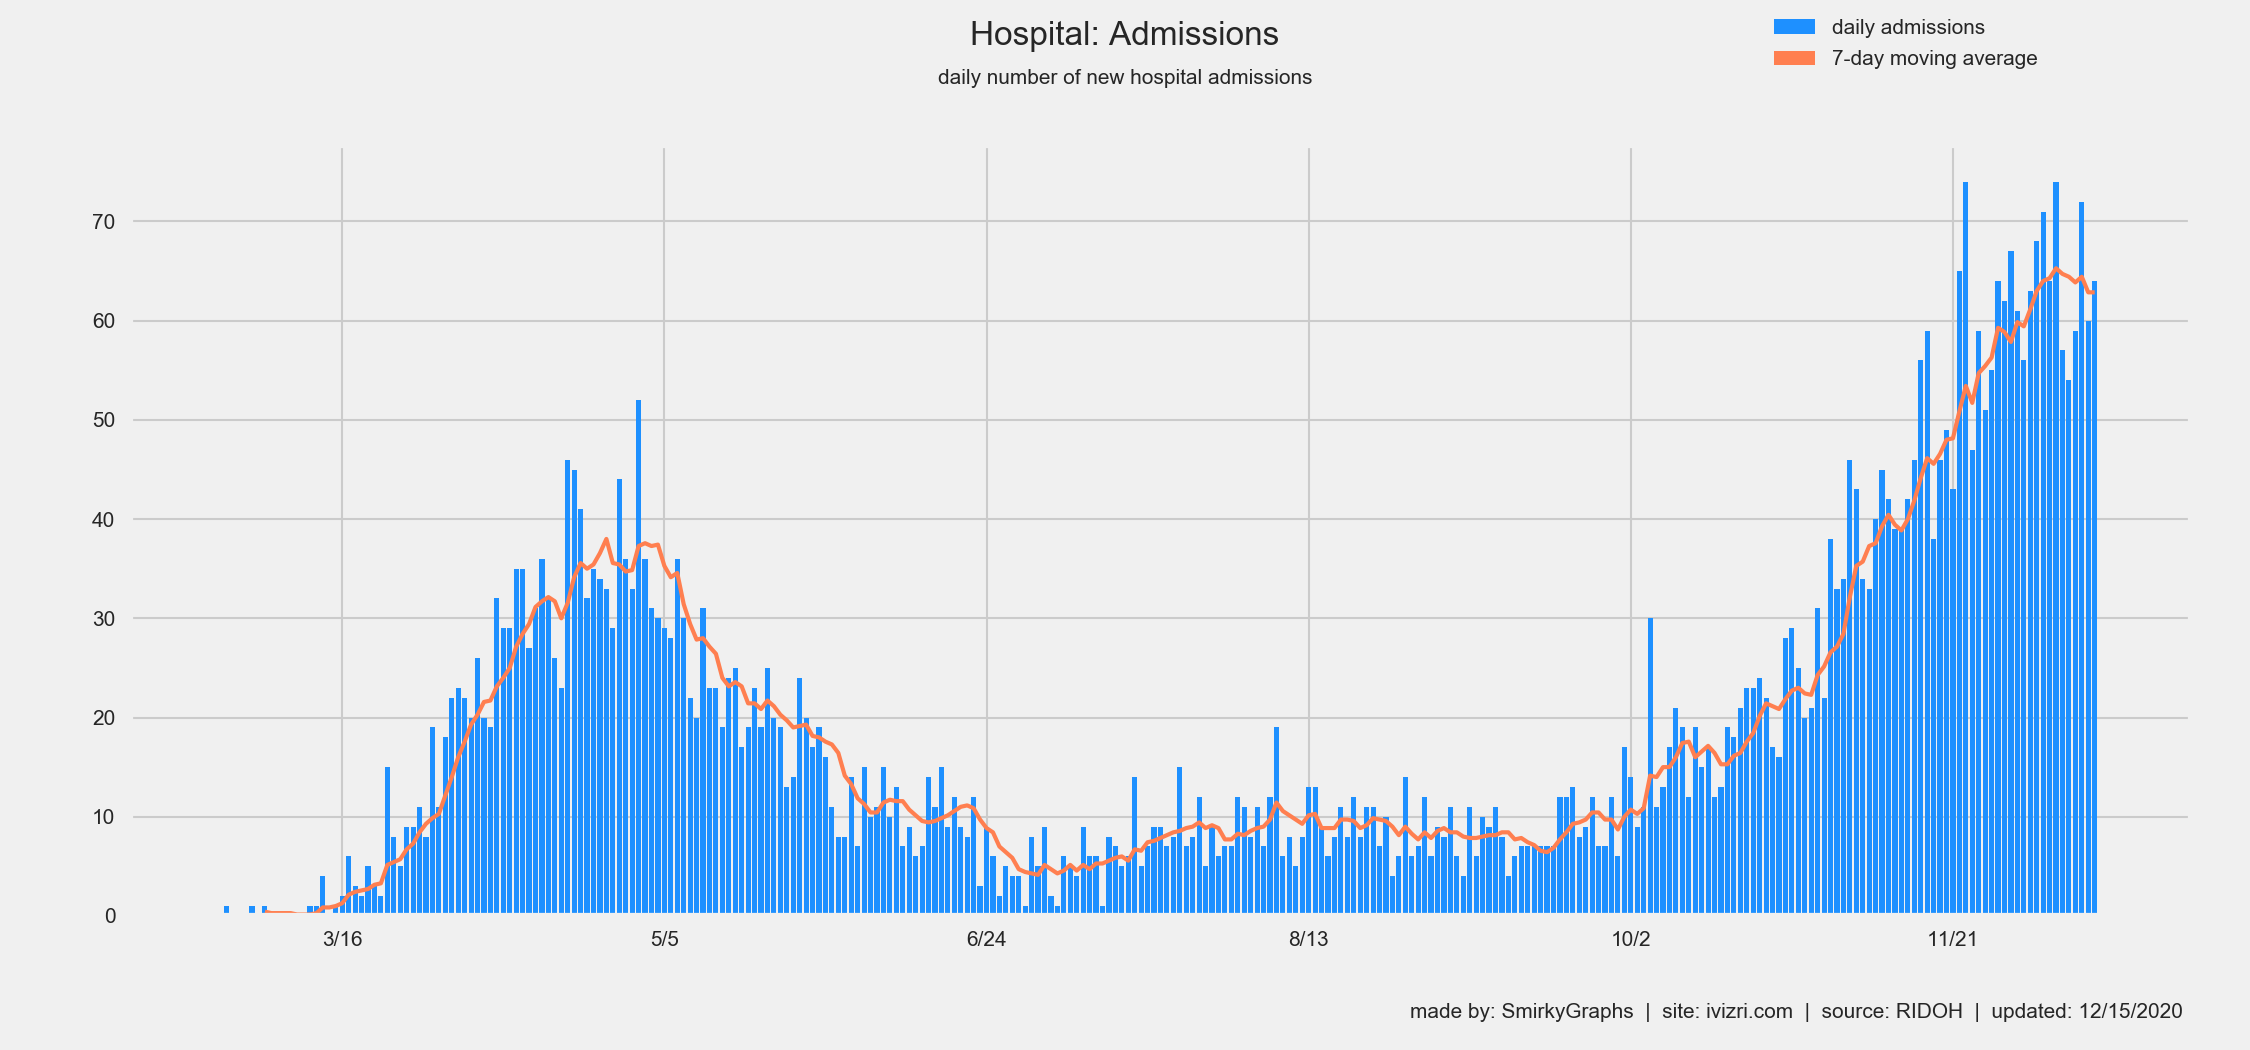 Hospital: Admissions
daily number of new hospital admissions
daily admissions
7-day moving average
70
60
50
40
30
20
10
0
3/16 5/5 6/24 8/13 10/2 11/21
made by: SmirkyGraphs | site: ivizri.com | source: RIDOH | updated: 12/15/2020